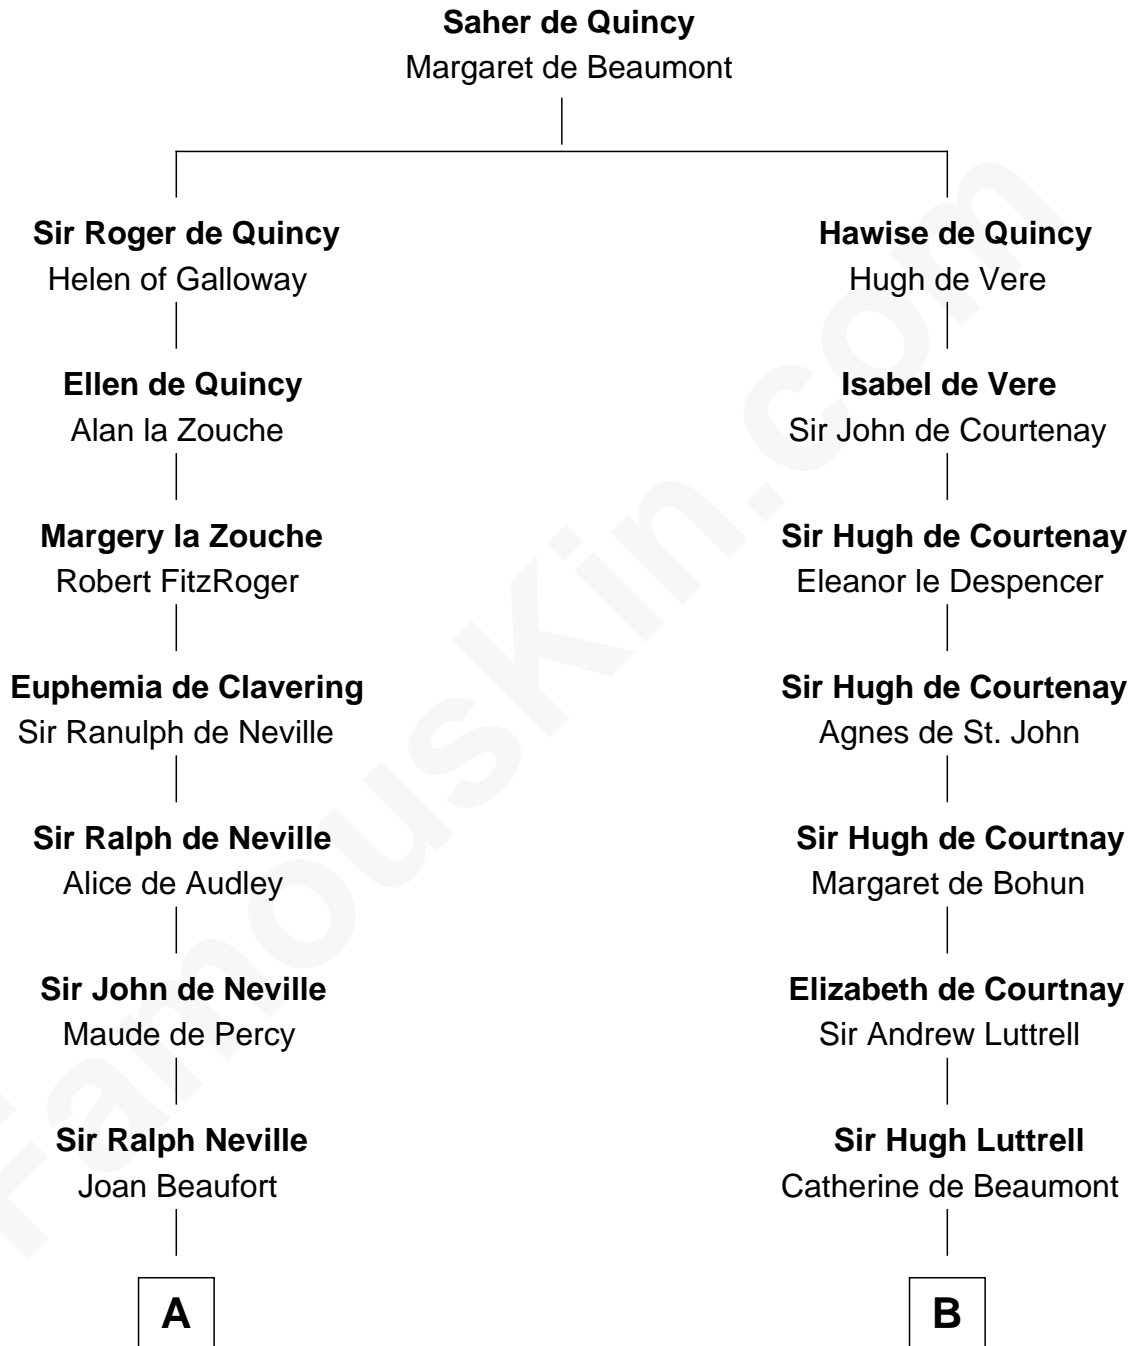 Saher de Quincy
Margaret de Beaumont
Sir Roger de Quincy
Helen of Galloway
Hawise de Quincy
Hugh de Vere
Ellen de Quincy
Alan la Zouche
Isabel de Vere
Sir John de Courtenay
Margery la Zouche
Robert FitzRoger
Sir Hugh de Courtenay
Eleanor le Despencer
Euphemia de Clavering
Sir Ranulph de Neville
Sir Hugh de Courtenay
Agnes de St. John
Sir Ralph de Neville
Alice de Audley
Sir Hugh de Courtnay
Margaret de Bohun
Sir John de Neville
Maude de Percy
Elizabeth de Courtnay
Sir Andrew Luttrell
Sir Ralph Neville
Joan Beaufort
Sir Hugh Luttrell
Catherine de Beaumont
A
B
FamousKin.com